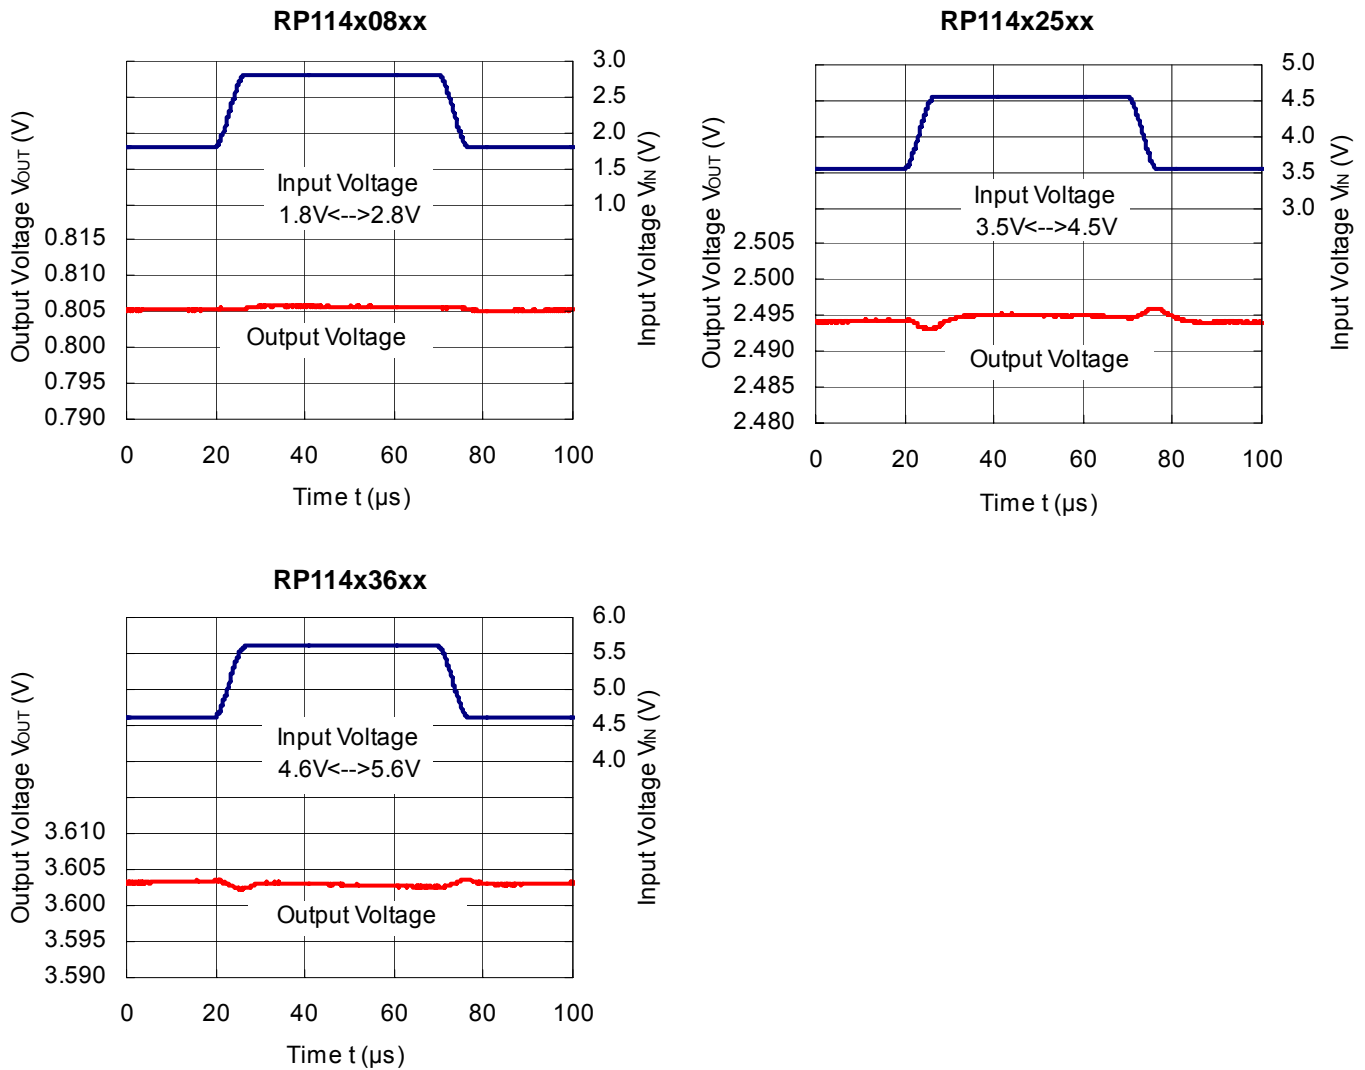 RP114x08xx
Output Voltage VOUT (V)
0.815
0.810
0.805
0.800
0.795
0.790
3.0
2.5
2.0
1.5
1.0
Input Voltage VIN (V)
Input Voltage
1.8V<-->2.8V
Output Voltage
0 20 40 60 80 100
Time t (µs)
RP114x25xx
Output Voltage VOUT (V)
2.505
2.500
2.495
2.490
2.485
2.480
5.0
4.5
4.0
3.5
3.0
Input Voltage VIN (V)
Input Voltage
3.5V<-->4.5V
Output Voltage
0 20 40 60 80 100
Time t (µs)
RP114x36xx
Output Voltage VOUT (V)
3.610
3.605
3.600
3.595
3.590
6.0
5.5
5.0
4.5
4.0
Input Voltage VIN (V)
Input Voltage
4.6V<-->5.6V
Output Voltage
0 20 40 60 80 100
Time t (µs)